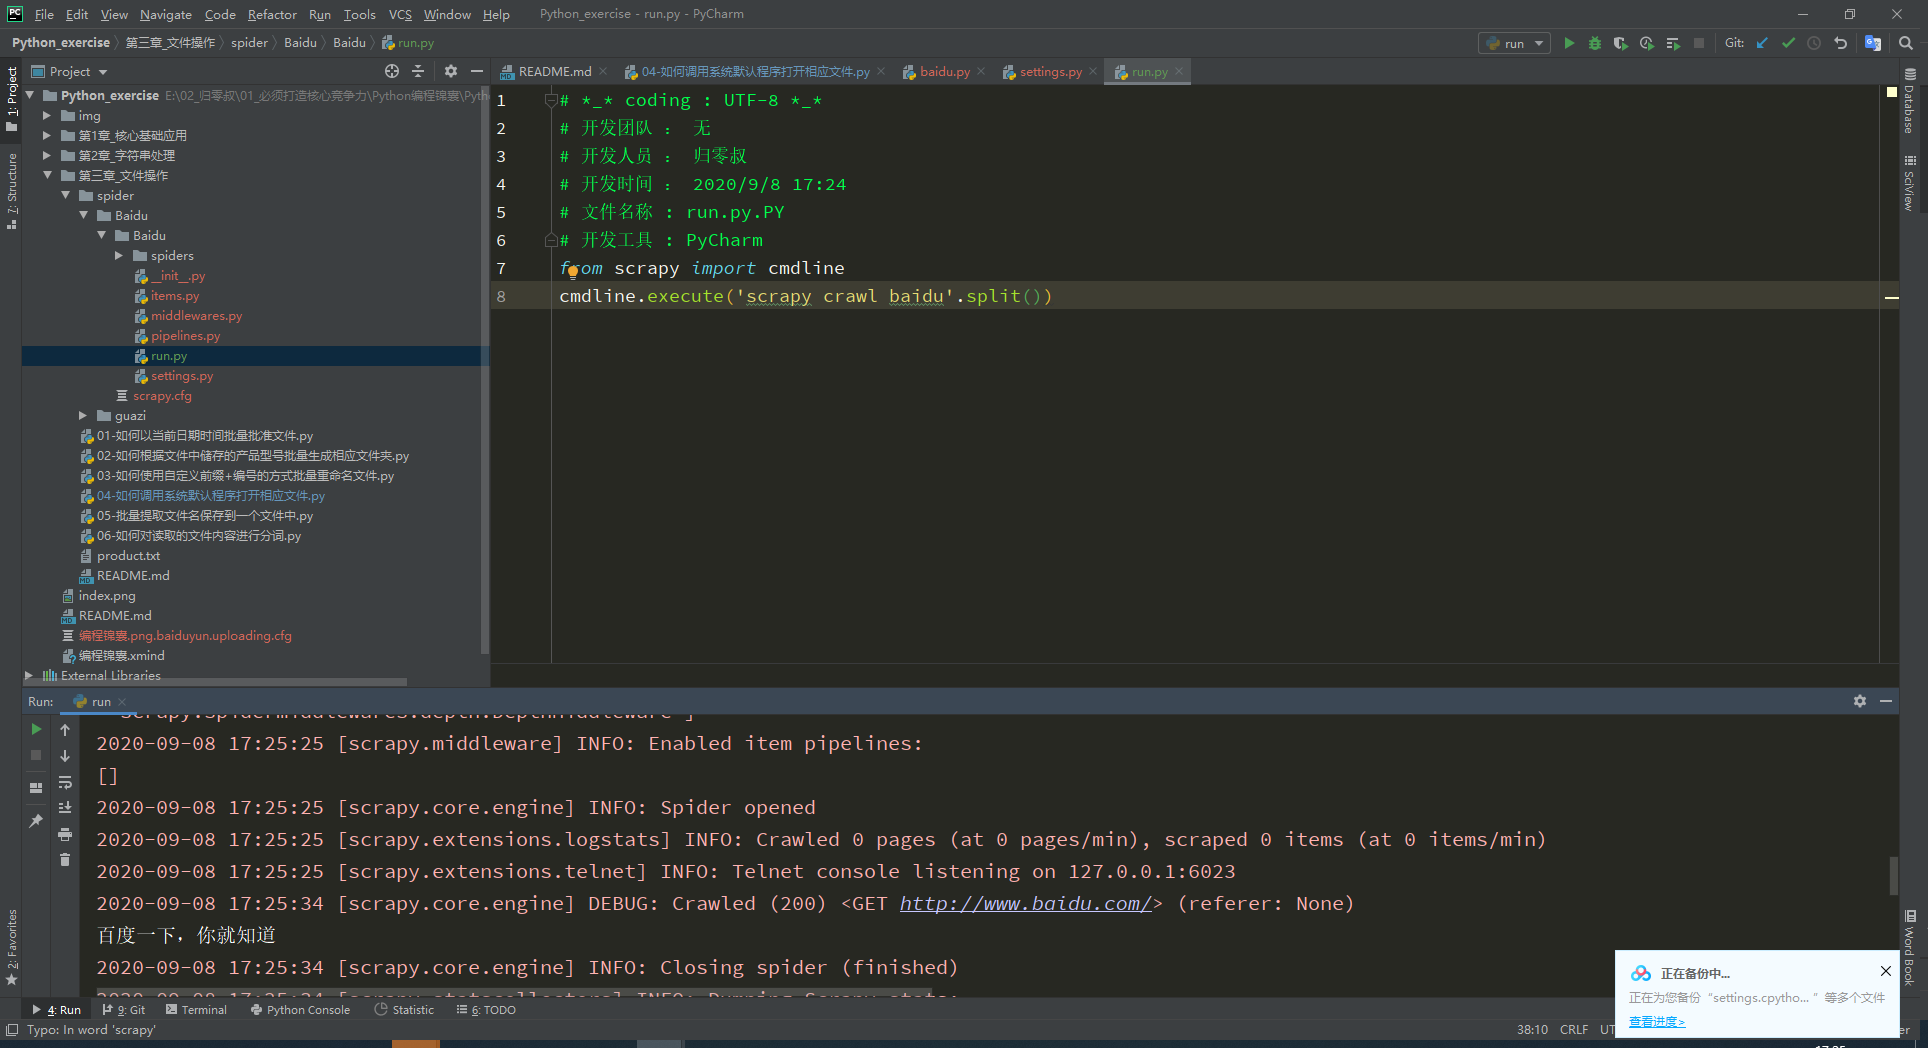 File Edit View Navigate Code Refactor Run Tools VCS Window Help Python_exercise - run.py - PyCharm
Python_exercise 第三章_文件操作 spider Baidu Baidu run.py run Git:
Project README.md 04-如何调用系统默认程序打开相应文件.py baidu.py settings.py run.py
1: Project
7: Structure
2: Favorites
Python_exercise E:\02_归零叔\01_必须打造核心竞争力\Python编程锦囊\Pyth
img
第1章_核心基础应用
第2章_字符串处理
第三章_文件操作
spider
Baidu
Baidu
spiders
__init__.py
items.py
middlewares.py
pipelines.py
run.py
settings.py
scrapy.cfg
guazi
01-如何以当前日期时间批量批准文件.py
02-如何根据文件中储存的产品型号批量生成相应文件夹.py
03-如何使用自定义前缀+编号的方式批量重命名文件.py
04-如何调用系统默认程序打开相应文件.py
05-批量提取文件名保存到一个文件中.py
06-如何对读取的文件内容进行分词.py
product.txt
README.md
index.png
README.md
编程锦囊.png.baiduyun.uploading.cfg
编程锦囊.xmind
External Libraries
1 # *_* coding : UTF-8 *_*
2 # 开发团队 ： 无
3 # 开发人员 ： 归零叔
4 # 开发时间 ： 2020/9/8 17:24
5 # 文件名称 : run.py.PY
6 # 开发工具 : PyCharm
7 from scrapy import cmdline
8 cmdline.execute('scrapy crawl baidu'.split())
Database
SciView
Word Book
Run: run
'scrapy.spidermiddlewares.depth.DepthMiddleware']
2020-09-08 17:25:25 [scrapy.middleware] INFO: Enabled item pipelines:
[]
2020-09-08 17:25:25 [scrapy.core.engine] INFO: Spider opened
2020-09-08 17:25:25 [scrapy.extensions.logstats] INFO: Crawled 0 pages (at 0 pages/min), scraped 0 items (at 0 items/min)
2020-09-08 17:25:25 [scrapy.extensions.telnet] INFO: Telnet console listening on 127.0.0.1:6023
2020-09-08 17:25:34 [scrapy.core.engine] DEBUG: Crawled (200) <GET http://www.baidu.com/> (referer: None)
百度一下，你就知道
2020-09-08 17:25:34 [scrapy.core.engine] INFO: Closing spider (finished)
2020-09-08 17:25:34 [scrapy.statscollectors] INFO: Dumping Scrapy stats:
正在备份中...
正在为您备份“settings.cpytho... ”等多个文件
查看进度>
4: Run 9: Git Terminal Python Console Statistic 6: TODO
Typo: In word 'scrapy' 38:10 CRLF UT